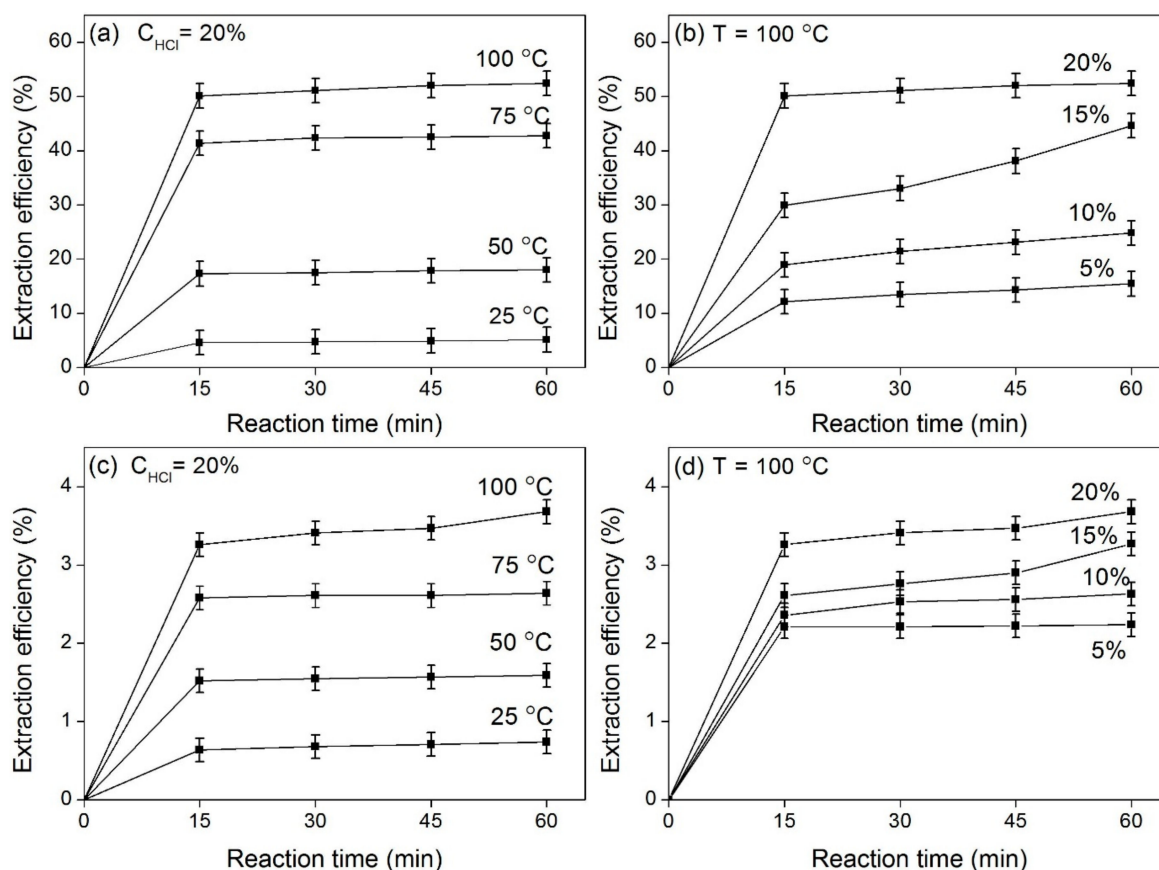 (a) C_HCl = 20%
100 °C
75 °C
50 °C
25 °C
Extraction efficiency (%)
60
50
40
30
20
10
0
0 15 30 45 60
Reaction time (min)
(b) T = 100 °C
20%
15%
10%
5%
Extraction efficiency (%)
60
50
40
30
20
10
0
0 15 30 45 60
Reaction time (min)
(c) C_HCl = 20%
100 °C
75 °C
50 °C
25 °C
Extraction efficiency (%)
4
3
2
1
0
0 15 30 45 60
Reaction time (min)
(d) T = 100 °C
20%
15%
10%
5%
Extraction efficiency (%)
4
3
2
1
0
0 15 30 45 60
Reaction time (min)